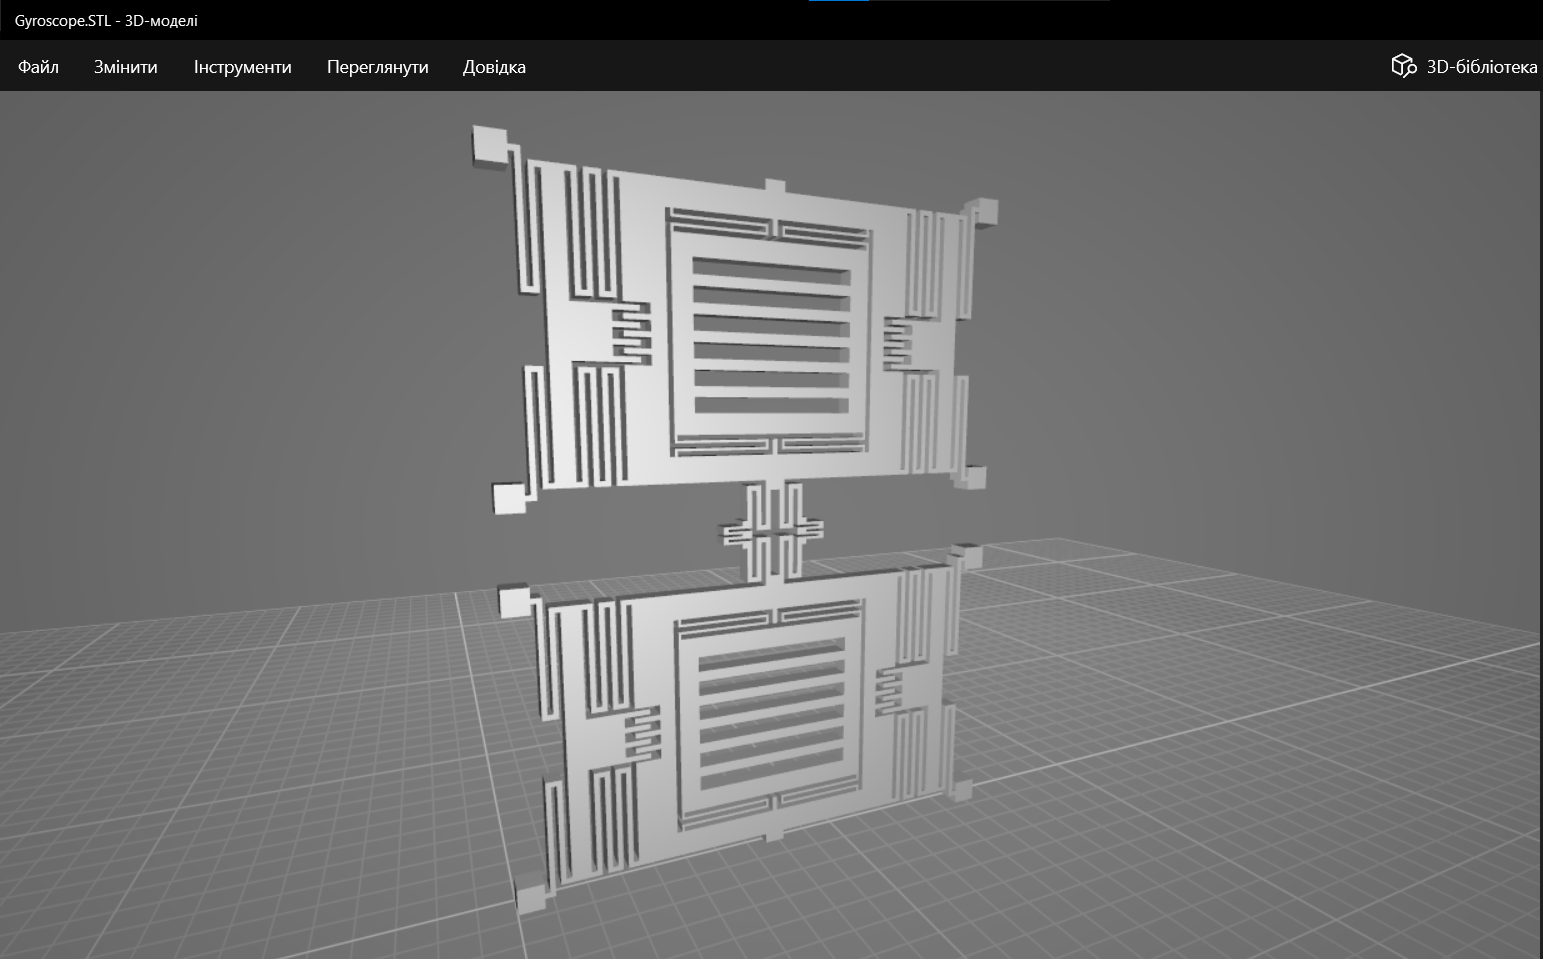 Gyroscope.STL - 3D-моделі
Файл Змінити Інструменти Переглянути Довідка 3D-бібліотека